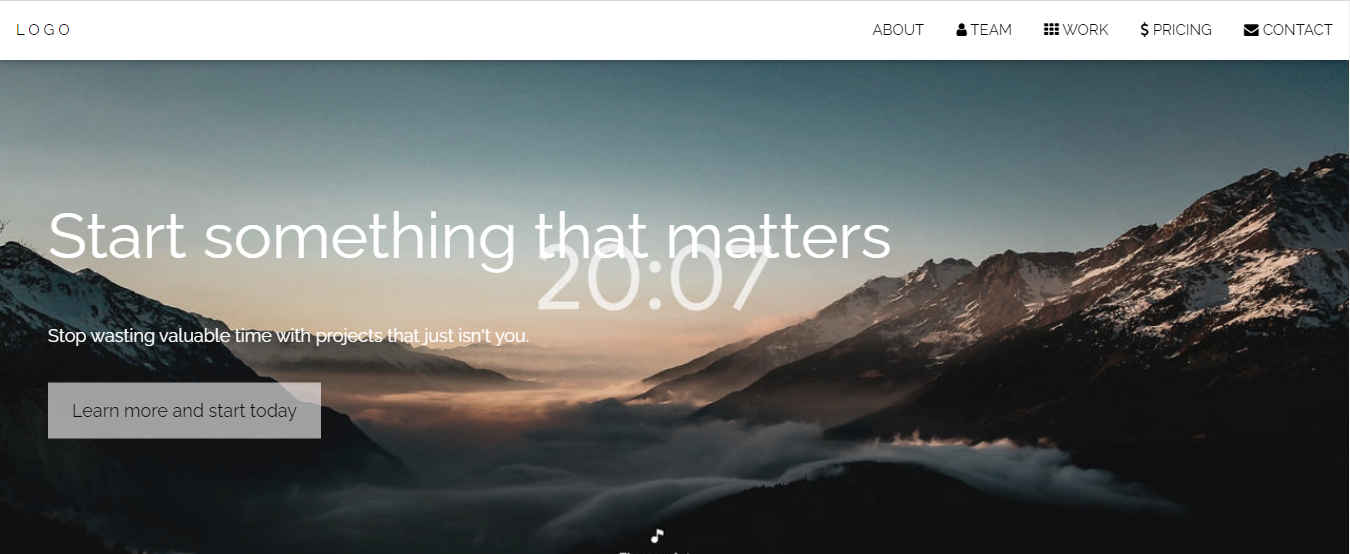 LOGO
ABOUT TEAM WORK PRICING CONTACT
Start something that matters
20:07
Stop wasting valuable time with projects that just isn't you.
Learn more and start today